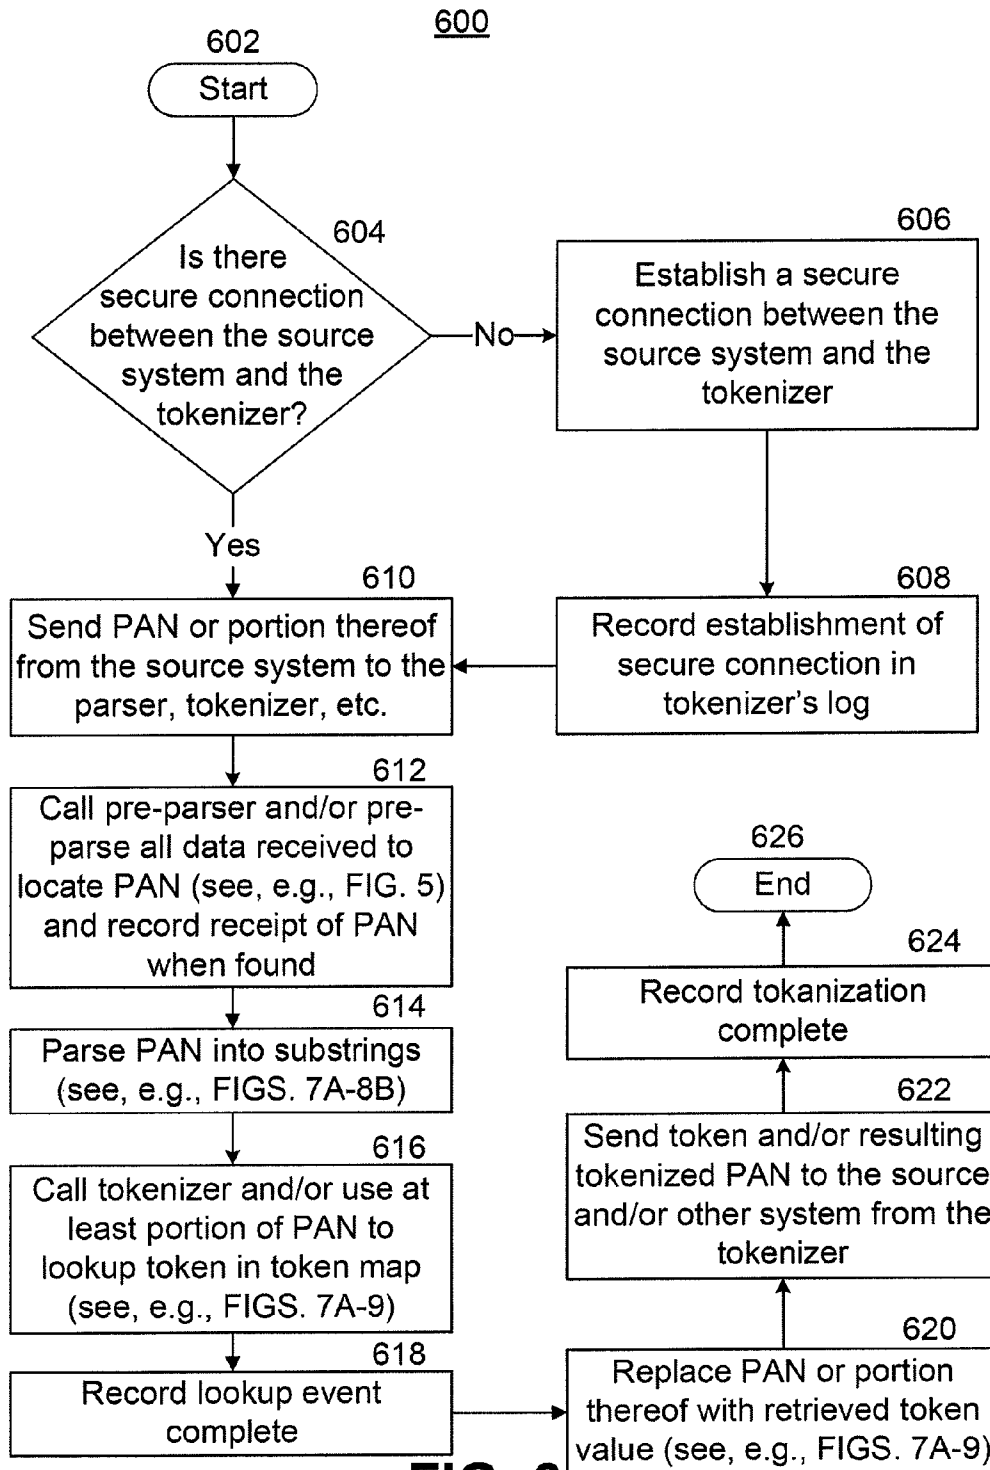 600
602
Start
604
Is there
secure connection
between the source
system and the
tokenizer?
No
606
Establish a secure
connection between the
source system and the
tokenizer
Yes
608
Record establishment of
secure connection in
tokenizer's log
610
Send PAN or portion thereof
from the source system to the
parser, tokenizer, etc.
612
Call pre-parser and/or pre-
parse all data received to
locate PAN (see, e.g., FIG. 5)
and record receipt of PAN
when found
614
Parse PAN into substrings
(see, e.g., FIGS. 7A-8B)
616
Call tokenizer and/or use at
least portion of PAN to
lookup token in token map
(see, e.g., FIGS. 7A-9)
618
Record lookup event
complete
620
Replace PAN or portion
thereof with retrieved token
value (see, e.g., FIGS. 7A-9)
622
Send token and/or resulting
tokenized PAN to the source
and/or other system from the
tokenizer
624
Record tokanization
complete
626
End